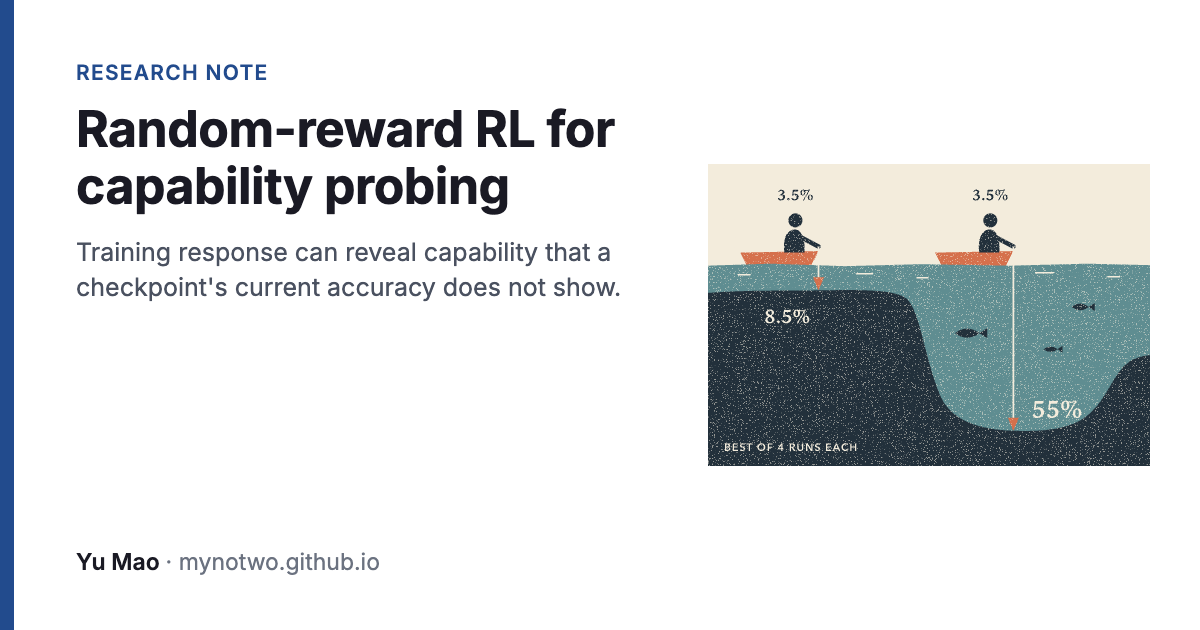 RESEARCH NOTE
Random-reward RL for
capability probing
Training response can reveal capability that a
checkpoint's current accuracy does not show.
3.5%
3.5%
8.5%
55%
BEST OF 4 RUNS EACH
Yu Mao · mynotwo.github.io